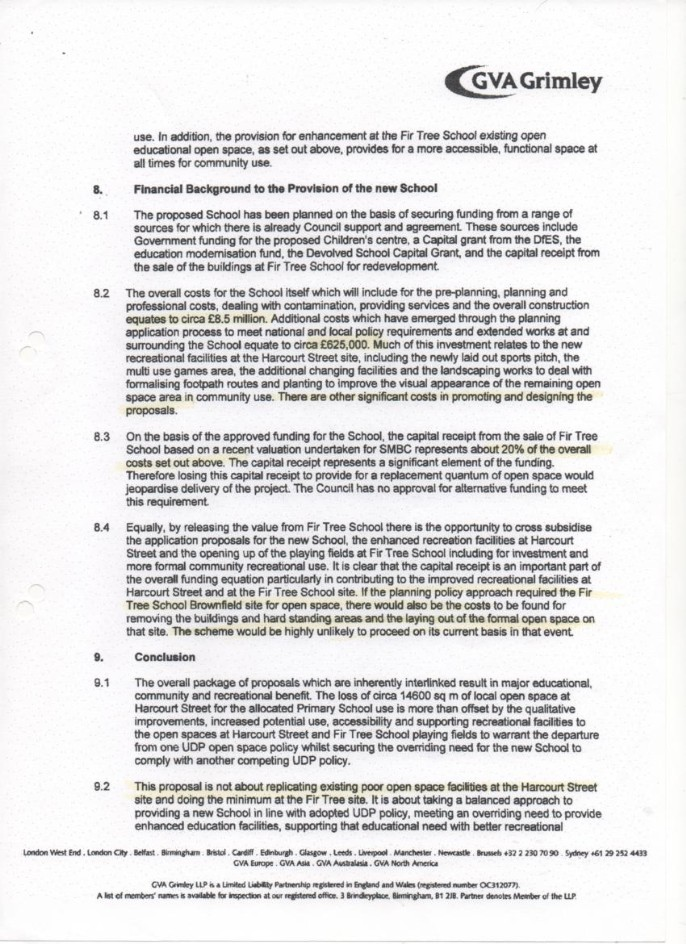 GVA Grimley
use. In addition, the provision for enhancement at the Fir Tree School existing open
educational open space, as set out above, provides for a more accessible, functional space at
all times for community use.
8. Financial Background to the Provision of the new School
8.1 The proposed School has been planned on the basis of securing funding from a range of
sources for which there is already Council support and agreement. These sources include
Government funding for the proposed Children's centre, a Capital grant from the DfES, the
education modernisation fund, the Devolved School Capital Grant, and the capital receipt from
the sale of the buildings at Fir Tree School for redevelopment.
8.2 The overall costs for the School itself which will include for the pre-planning, planning and
professional costs, dealing with contamination, providing services and the overall construction
equates to circa £8.5 million. Additional costs which have emerged through the planning
application process to meet national and local policy requirements and extended works at and
surrounding the School equate to circa £625,000. Much of this investment relates to the new
recreational facilities at the Harcourt Street site, including the newly laid out sports pitch, the
multi use games area, the additional changing facilities and the landscaping works to deal with
formalising footpath routes and planting to improve the visual appearance of the remaining open
space area in community use. There are other significant costs in promoting and designing the
proposals.
8.3 On the basis of the approved funding for the School, the capital receipt from the sale of Fir Tree
School based on a recent valuation undertaken for SMBC represents about 20% of the overall
costs set out above. The capital receipt represents a significant element of the funding.
Therefore losing this capital receipt to provide for a replacement quantum of open space would
jeopardise delivery of the project. The Council has no approval for alternative funding to meet
this requirement.
8.4 Equally, by releasing the value from Fir Tree School there is the opportunity to cross subsidise
the application proposals for the new School, the enhanced recreation facilities at Harcourt
Street and the opening up of the playing fields at Fir Tree School including for investment and
more formal community recreational use. It is clear that the capital receipt is an important part of
the overall funding equation particularly in contributing to the improved recreational facilities at
Harcourt Street and at the Fir Tree School site. If the planning policy approach required the Fir
Tree School Brownfield site for open space, there would also be the costs to be found for
removing the buildings and hard standing areas and the laying out of the formal open space on
that site. The scheme would be highly unlikely to proceed on its current basis in that event.
9. Conclusion
9.1 The overall package of proposals which are inherently interlinked result in major educational,
community and recreational benefit. The loss of circa 14600 sq m of local open space at
Harcourt Street for the allocated Primary School use is more than offset by the qualitative
improvements, increased potential use, accessibility and supporting recreational facilities to
the open spaces at Harcourt Street and Fir Tree School playing fields to warrant the departure
from one UDP open space policy whilst securing the overriding need for the new School to
comply with another competing UDP policy.
9.2 This proposal is not about replicating existing poor open space facilities at the Harcourt Street
site and doing the minimum at the Fir Tree site. It is about taking a balanced approach to
providing a new School in line with adopted UDP policy, meeting an overriding need to provide
enhanced education facilities, supporting that educational need with better recreational
London West End . London City . Belfast . Birmingham . Bristol . Cardiff . Edinburgh . Glasgow . Leeds . Liverpool . Manchester . Newcastle . Brussels +32 2 230 70 90 . Sydney +61 29 252 4433
GVA Europe . GVA Asia . GVA Australasia . GVA North America
GVA Grimley LLP is a Limited Liability Partnership registered in England and Wales (registered number OC312077).
A list of members' names is available for inspection at our registered office. 3 Brindleyplace, Birmingham, B1 2JB. Partner denotes Member of the LLP.